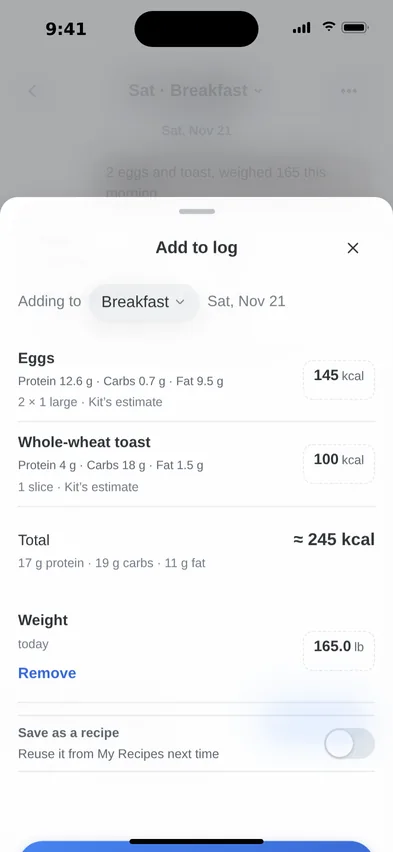 9:41
Sat · Breakfast
Sat, Nov 21
2 eggs and toast, weighed 165 this
morning
Add to log
Adding to Breakfast Sat, Nov 21
Eggs
Protein 12.6 g · Carbs 0.7 g · Fat 9.5 g
145 kcal
2 × 1 large · Kit's estimate
Whole-wheat toast
Protein 4 g · Carbs 18 g · Fat 1.5 g
100 kcal
1 slice · Kit's estimate
Total ≈ 245 kcal
17 g protein · 19 g carbs · 11 g fat
Weight
today
165.0 lb
Remove
Save as a recipe
Reuse it from My Recipes next time